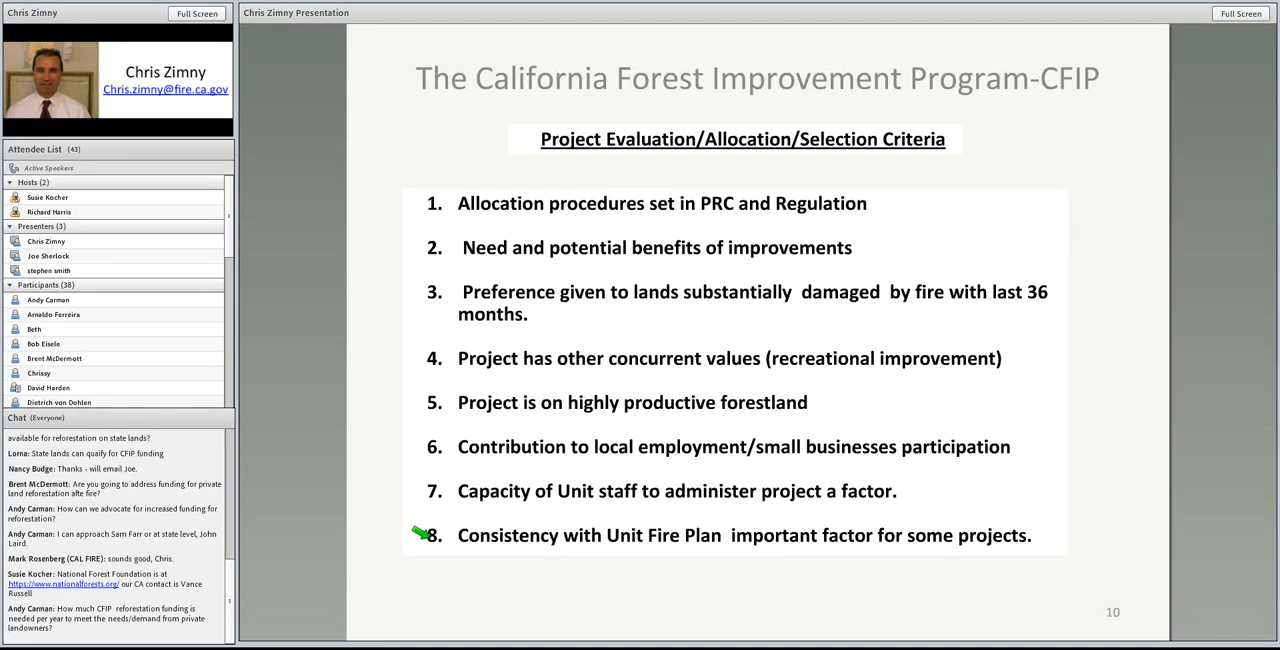 Chris Zimny
Full Screen
Chris Zimny
Chris.zimny@fire.ca.gov
Attendee List (43)
Active Speakers
Hosts (2)
Susie Kocher
Richard Harris
Presenters (3)
Chris Zimny
Joe Sherlock
stephen smith
Participants (38)
Andy Carman
Arnaldo Ferreira
Beth
Bob Eisele
Brent McDermott
Chrissy
David Harden
Dietrich von Dohlen
Chat (Everyone)
available for reforestation on state lands?
Lorna: State lands can quaify for CFIP funding
Nancy Budge: Thanks - will email Joe.
Brent McDermott: Are you going to address funding for private
land reforestation afte fire?
Andy Carman: How can we advocate for increased funding for
reforestation?
Andy Carman: I can approach Sam Farr or at state level, John
Laird.
Mark Rosenberg (CAL FIRE): sounds good, Chris.
Susie Kocher: National Forest Foundation is at
https://www.nationalforests.org/ our CA contact is Vance
Russell
Andy Carman: How much CFIP reforestation funding is
needed per year to meet the needs/demand from private
landowners?
Chris Zimny Presentation
Full Screen
The California Forest Improvement Program-CFIP
Project Evaluation/Allocation/Selection Criteria
1. Allocation procedures set in PRC and Regulation
2. Need and potential benefits of improvements
3. Preference given to lands substantially damaged by fire with last 36
months.
4. Project has other concurrent values (recreational improvement)
5. Project is on highly productive forestland
6. Contribution to local employment/small businesses participation
7. Capacity of Unit staff to administer project a factor.
8. Consistency with Unit Fire Plan important factor for some projects.
10